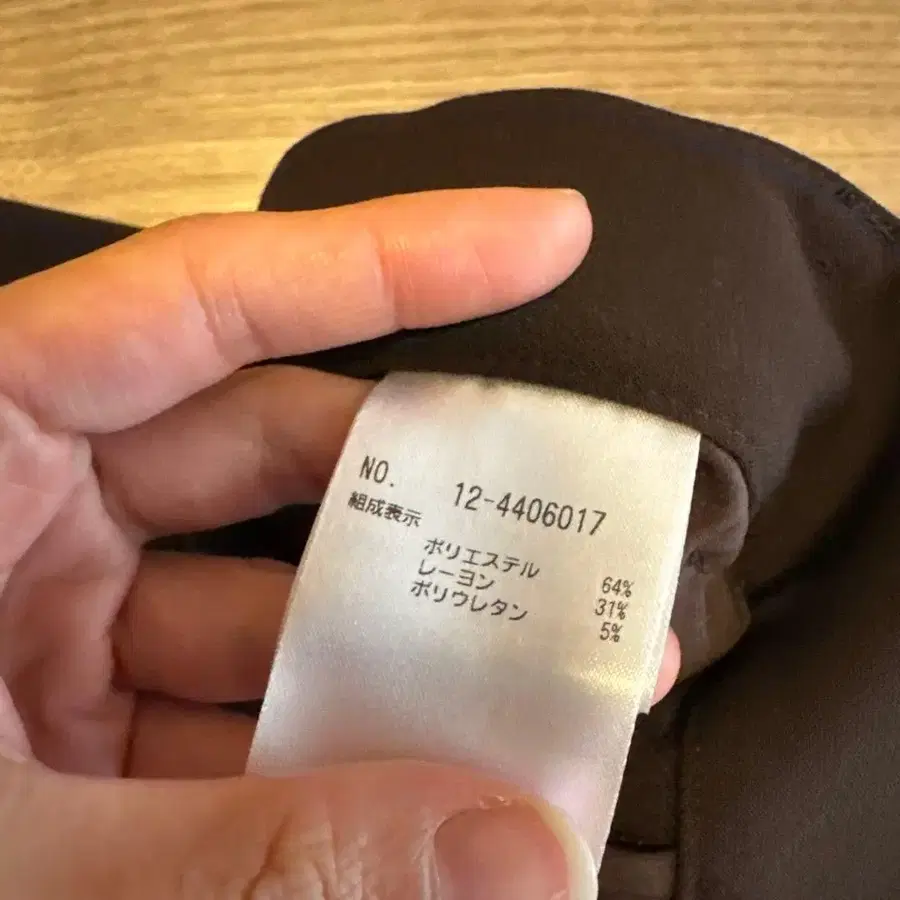 NO. 12-4406017
組成表示
ポリエステル 64%
レーヨン 31%
ポリウレタン 5%